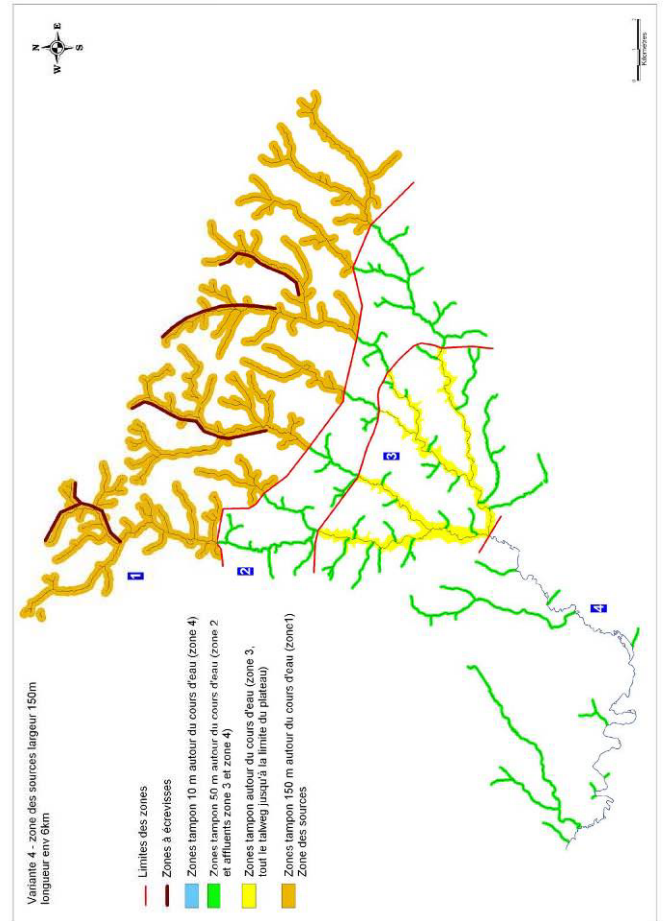 Variante 4 - zone des sources largeur 150m
longueur env 6km
Limites des zones
Zones à écrevisses
Zones tampon 10 m autour du cours d'eau (zone 4)
Zones tampon 50 m autour du cours d'eau (zone 2
et affluents zone 3 et zone 4)
Zones tampon autour du cours d'eau (zone 3,
tout le talweg jusqu'à la limite du plateau)
Zones tampon 150 m autour du cours d'eau (zone1)
Zone des sources
1
2
3
4
N
E
S
W
Kilometres